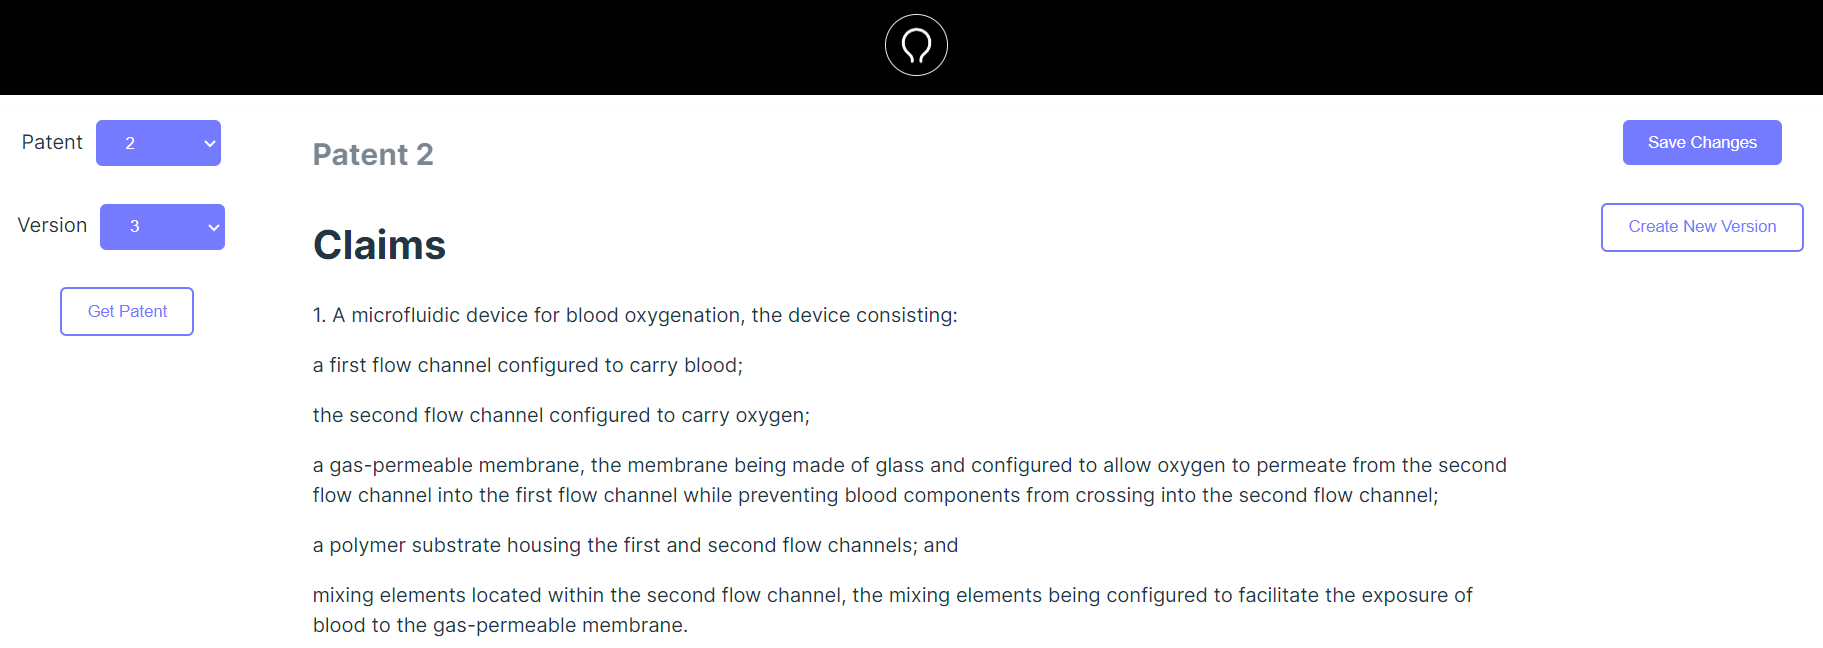 Patent 2
Version 3
Get Patent
Patent 2
Claims
1. A microfluidic device for blood oxygenation, the device consisting:
a first flow channel configured to carry blood;
the second flow channel configured to carry oxygen;
a gas-permeable membrane, the membrane being made of glass and configured to allow oxygen to permeate from the second
flow channel into the first flow channel while preventing blood components from crossing into the second flow channel;
a polymer substrate housing the first and second flow channels; and
mixing elements located within the second flow channel, the mixing elements being configured to facilitate the exposure of
blood to the gas-permeable membrane.
Save Changes
Create New Version